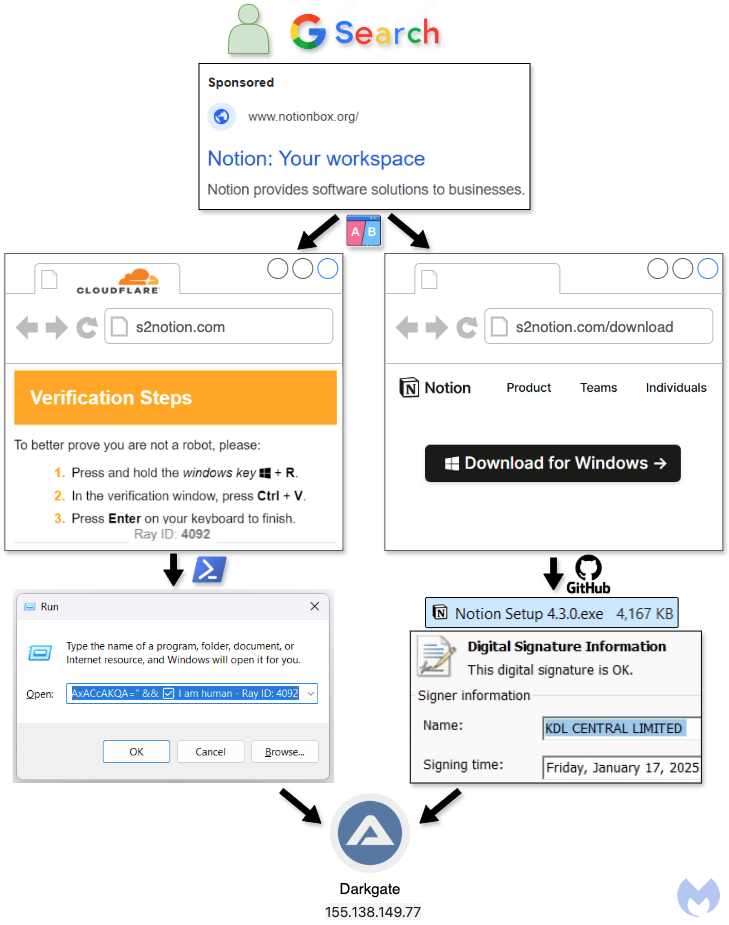 Google Search
Sponsored
www.notionbox.org/
Notion: Your workspace
Notion provides software solutions to businesses.
A B
CLOUDFLARE
s2notion.com
Verification Steps
To better prove you are not a robot, please:
1. Press and hold the windows key + R.
2. In the verification window, press Ctrl + V.
3. Press Enter on your keyboard to finish.
Ray ID: 4092
s2notion.com/download
Notion Product Teams Individuals
Download for Windows →
Run
Type the name of a program, folder, document, or
Internet resource, and Windows will open it for you.
Open: AxACcAKQA=" && ☑ I am human - Ray ID: 4092
OK Cancel Browse...
GitHub
Notion Setup 4.3.0.exe 4,167 KB
Digital Signature Information
This digital signature is OK.
Signer information
Name: KDL CENTRAL LIMITED
Signing time: Friday, January 17, 2025
Darkgate
155.138.149.77